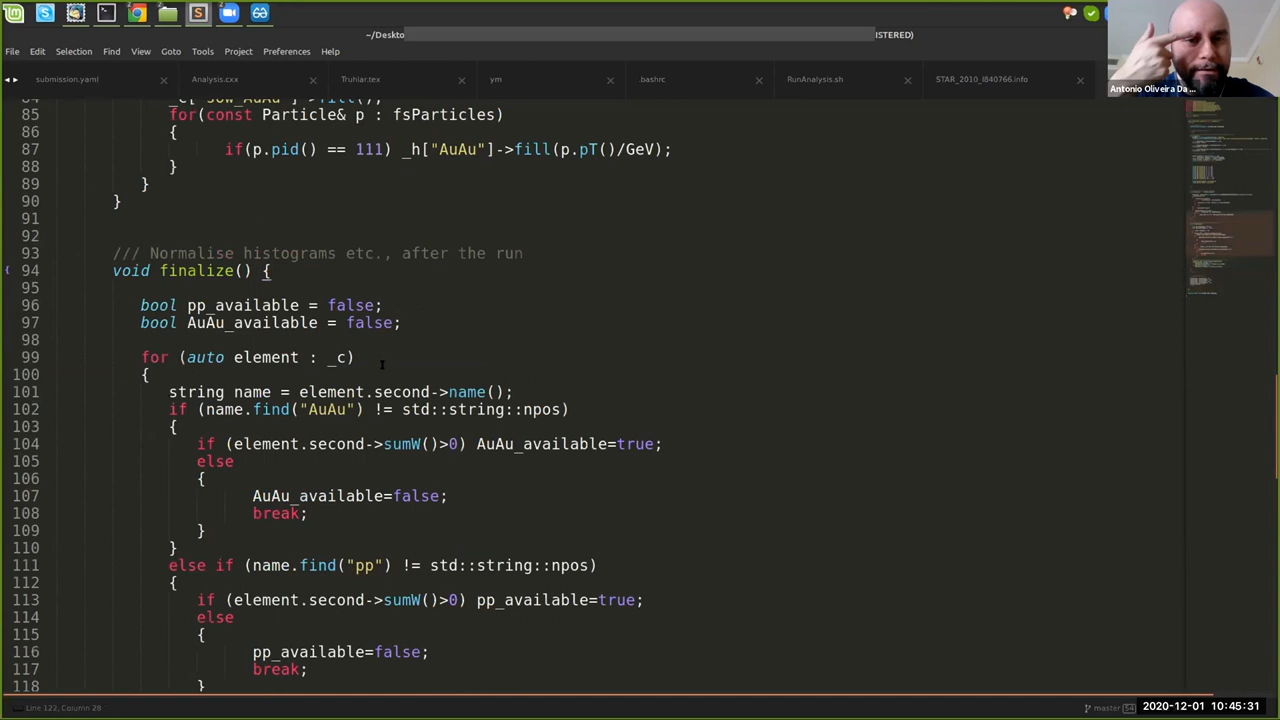 ~/Deskto ISTERED)
File Edit Selection Find View Goto Tools Project Preferences Help
submission.yaml Analysis.cxx Truhlar.tex ym .bashrc RunAnalysis.sh STAR_2010_I840766.info
Antonio Oliveira Da ...
84 _c["sow_AuAu"]->fill();
85 for(const Particle& p : fsParticles)
86 {
87 if(p.pid() == 111) _h["AuAu"]->fill(p.pT()/GeV);
88 }
89 }
90 }
91
92
93 /// Normalise histograms etc., after the run
94 void finalize() {
95
96 bool pp_available = false;
97 bool AuAu_available = false;
98
99 for (auto element : _c)
100 {
101 string name = element.second->name();
102 if (name.find("AuAu") != std::string::npos)
103 {
104 if (element.second->sumW()>0) AuAu_available=true;
105 else
106 {
107 AuAu_available=false;
108 break;
109 }
110 }
111 else if (name.find("pp") != std::string::npos)
112 {
113 if (element.second->sumW()>0) pp_available=true;
114 else
115 {
116 pp_available=false;
117 break;
118 }
Line 122, Column 28 master 54 2020-12-01 10:45:31